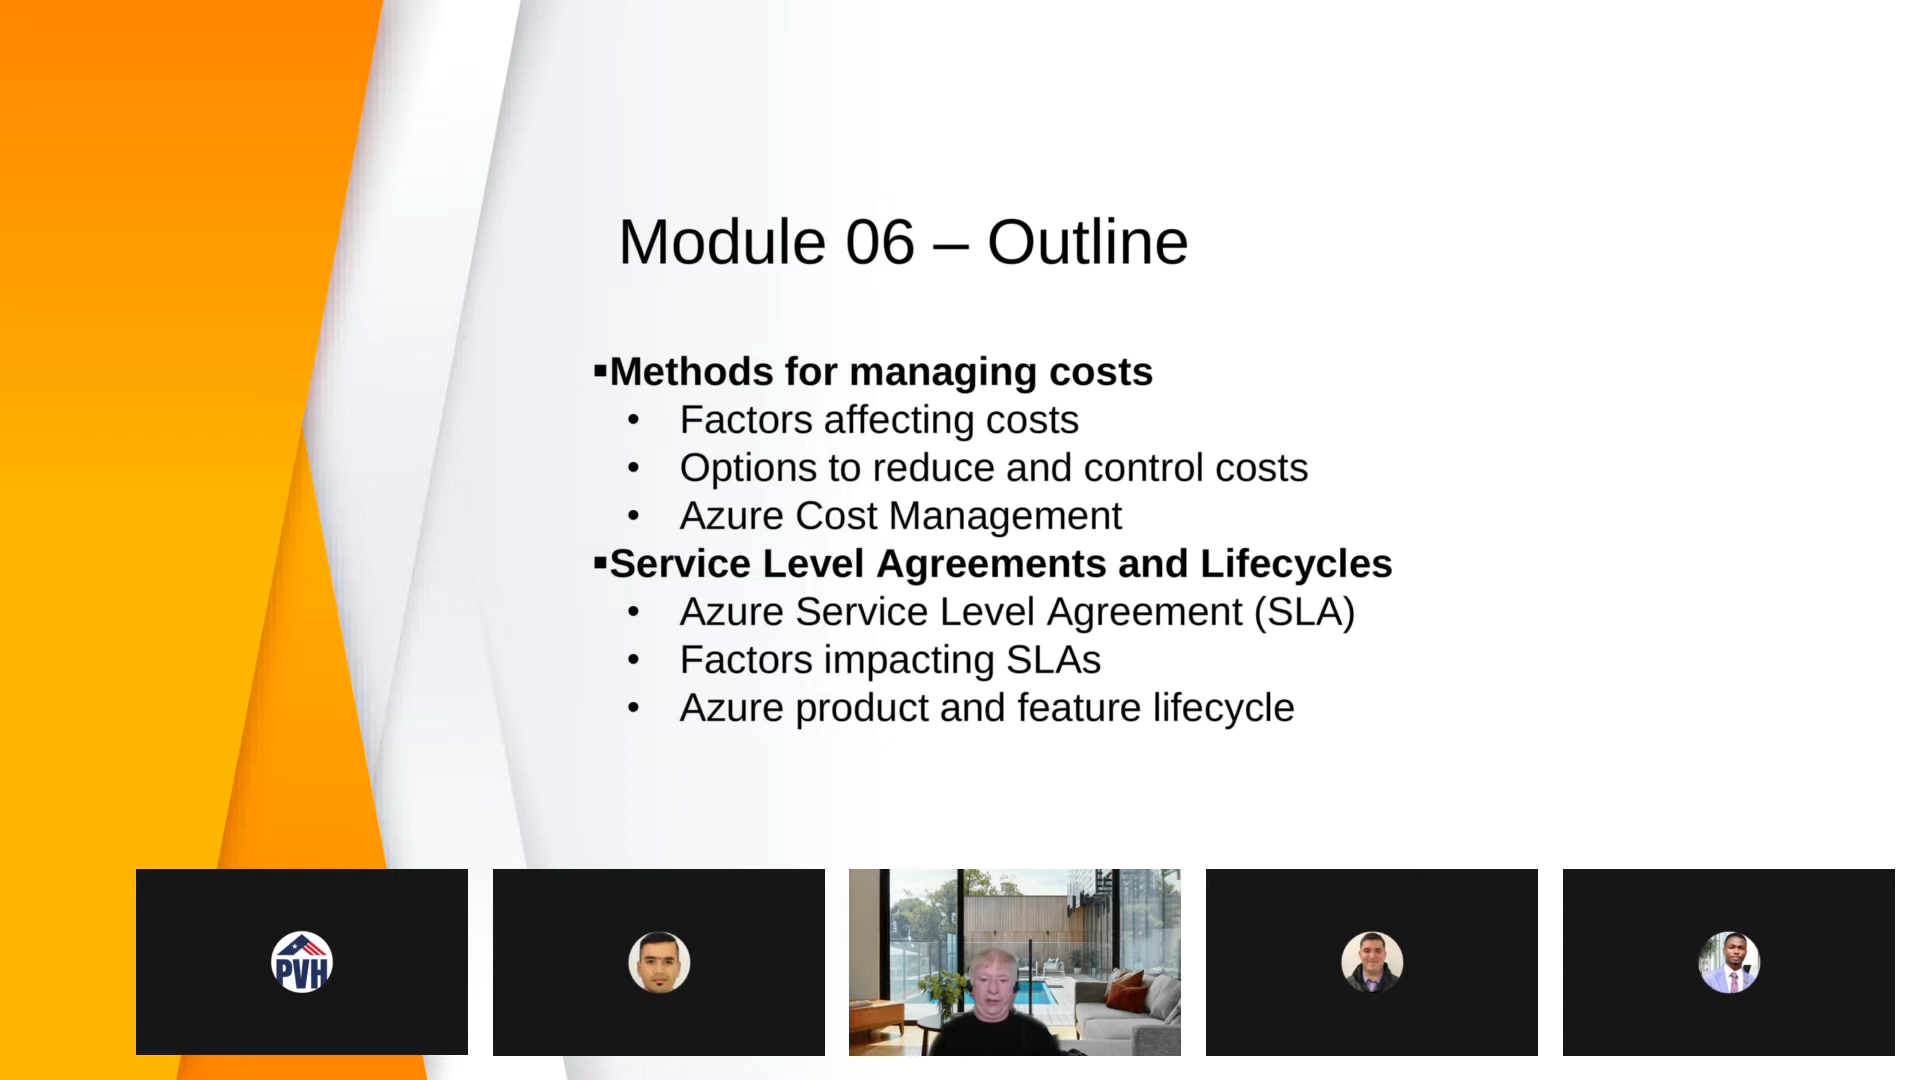 Module 06 – Outline
▪Methods for managing costs
• Factors affecting costs
• Options to reduce and control costs
• Azure Cost Management
▪Service Level Agreements and Lifecycles
• Azure Service Level Agreement (SLA)
• Factors impacting SLAs
• Azure product and feature lifecycle
PVH